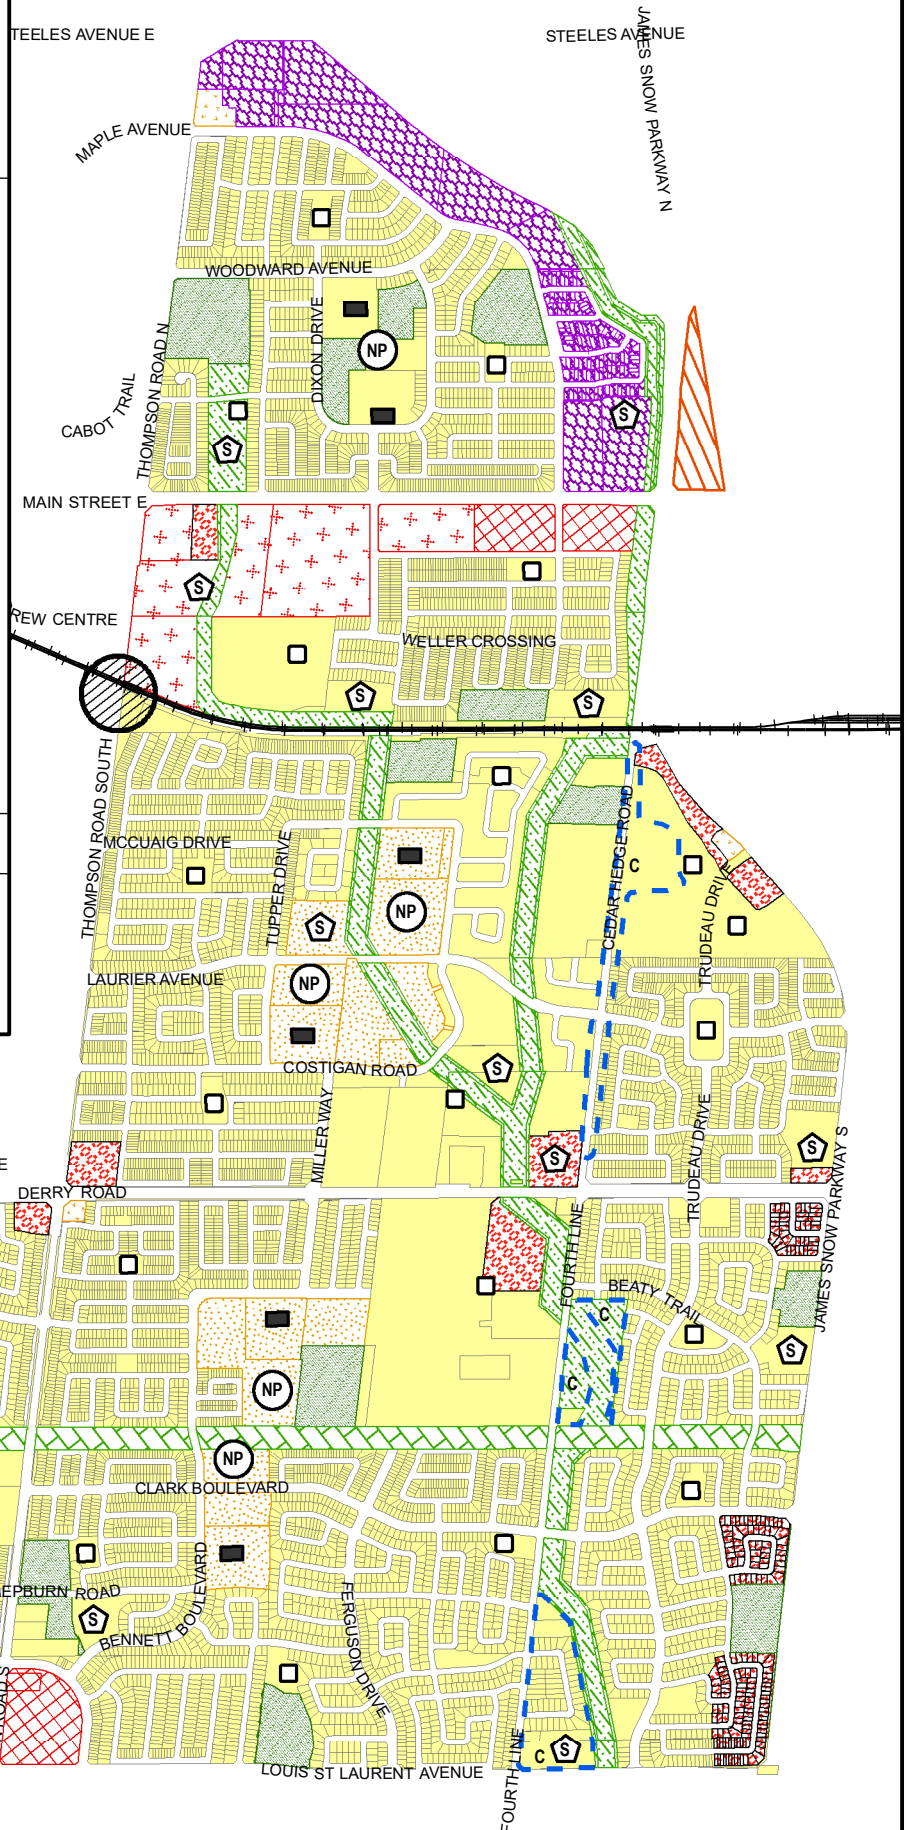 TEELES AVENUE E
STEELES AVENUE
JAMES SNOW PARKWAY N
MAPLE AVENUE
WOODWARD AVENUE
DIXON DRIVE
NP
THOMPSON ROAD N
CABOT TRAIL
S
S
MAIN STREET E
S
REW CENTRE
WELLER CROSSING
S
S
THOMPSON ROAD SOUTH
MCCUAIG DRIVE
TUPPER DRIVE
CEDAR HEDGE ROAD
C
TRUDEAU DRIVE
NP
S
LAURIER AVENUE
NP
COSTIGAN ROAD
S
MILLER WAY
TRUDEAU DRIVE
S
S
E
DERRY ROAD
JAMES SNOW PARKWAY S
FOURTH LINE
BEATY TRAIL
C
S
C
NP
NP
CLARK BOULEVARD
EPBURN ROAD
S
BENNETT BOULEVARD
FERGUSON DRIVE
ROAD S
C
S
LOUIS ST LAURENT AVENUE
FOURTH LINE